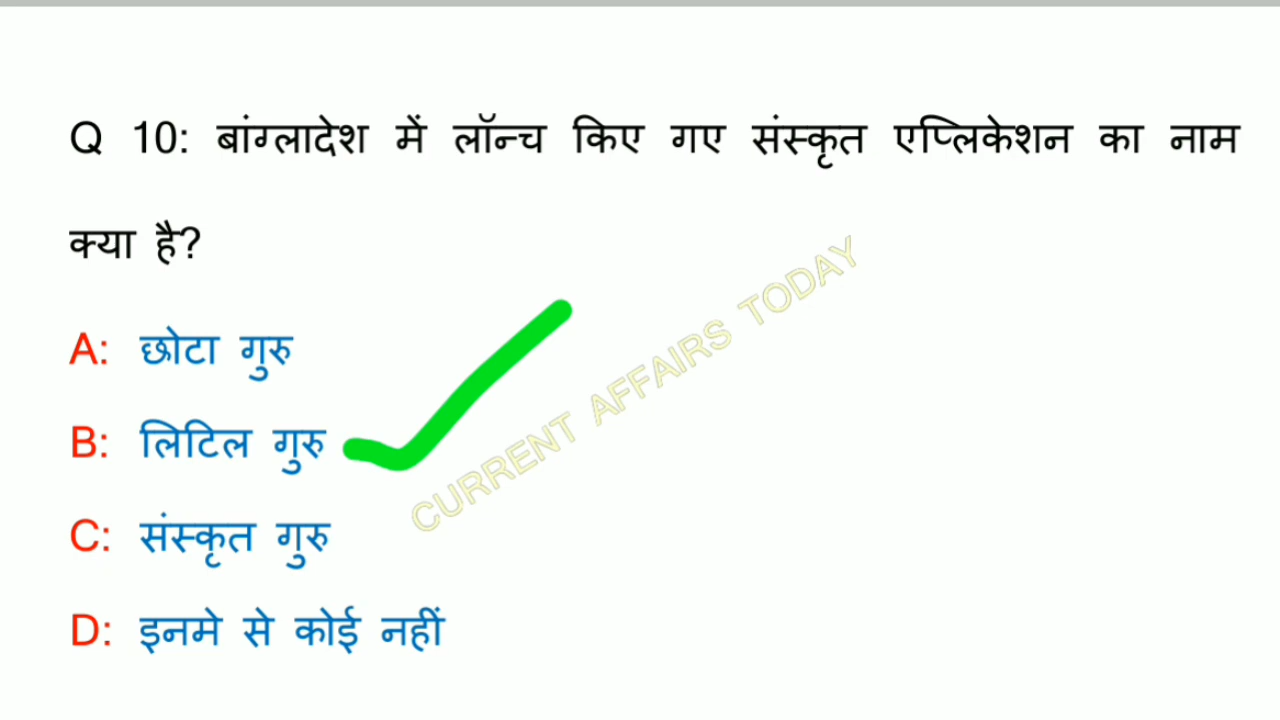 Q 10: बांग्लादेश में लॉन्च किए गए संस्कृत एप्लिकेशन का नाम
क्या है?
A: छोटा गुरु
B: लिटिल गुरु
C: संस्कृत गुरु
D: इनमे से कोई नहीं
CURRENT AFFAIRS TODAY